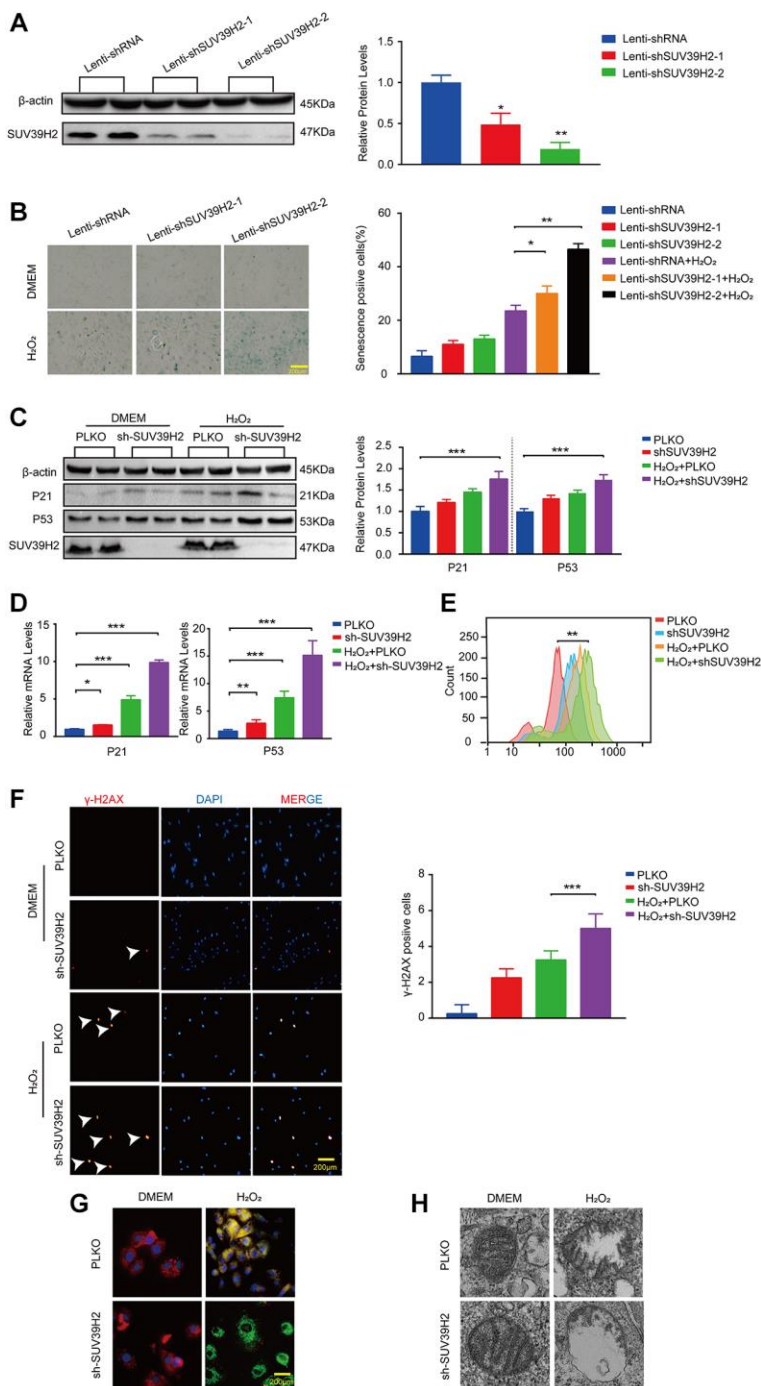 A
Lenti-shRNA
Lenti-shSUV39H2-1
Lenti-shSUV39H2-2
β-actin
45KDa
SUV39H2
47KDa
Relative Protein Levels
1.5
1.0
0.5
0.0
*
**
Lenti-shRNA
Lenti-shSUV39H2-1
Lenti-shSUV39H2-2
B
Lenti-shRNA
Lenti-shSUV39H2-1
Lenti-shSUV39H2-2
DMEM
H₂O₂
200μm
Senescence posiive cells(%)
60
40
20
0
*
**
Lenti-shRNA
Lenti-shSUV39H2-1
Lenti-shSUV39H2-2
Lenti-shRNA+H₂O₂
Lenti-shSUV39H2-1+H₂O₂
Lenti-shSUV39H2-2+H₂O₂
C
DMEM H₂O₂
PLKO sh-SUV39H2 PLKO sh-SUV39H2
β-actin 45KDa
P21 21KDa
P53 53KDa
SUV39H2 47KDa
Relative Protein Levels
2.5
2.0
1.5
1.0
0.5
0.0
*** ***
P21 P53
PLKO
shSUV39H2
H₂O₂+PLKO
H₂O₂+shSUV39H2
D
Relative mRNA Levels
15
10
5
0
***
***
*
P21
Relative mRNA Levels
20
15
10
5
0
***
***
**
P53
PLKO
sh-SUV39H2
H₂O₂+PLKO
H₂O₂+sh-SUV39H2
E
Count
250
200
150
100
50
0
**
1 10 100 1000
PLKO
shSUV39H2
H₂O₂+PLKO
H₂O₂+shSUV39H2
F
γ-H2AX DAPI MERGE
DMEM
PLKO
sh-SUV39H2
H₂O₂
PLKO
sh-SUV39H2
200μm
γ-H2AX posiive cells
8
6
4
2
0
***
PLKO
sh-SUV39H2
H₂O₂+PLKO
H₂O₂+sh-SUV39H2
G
DMEM H₂O₂
PLKO
sh-SUV39H2
200μm
H
DMEM H₂O₂
PLKO
sh-SUV39H2